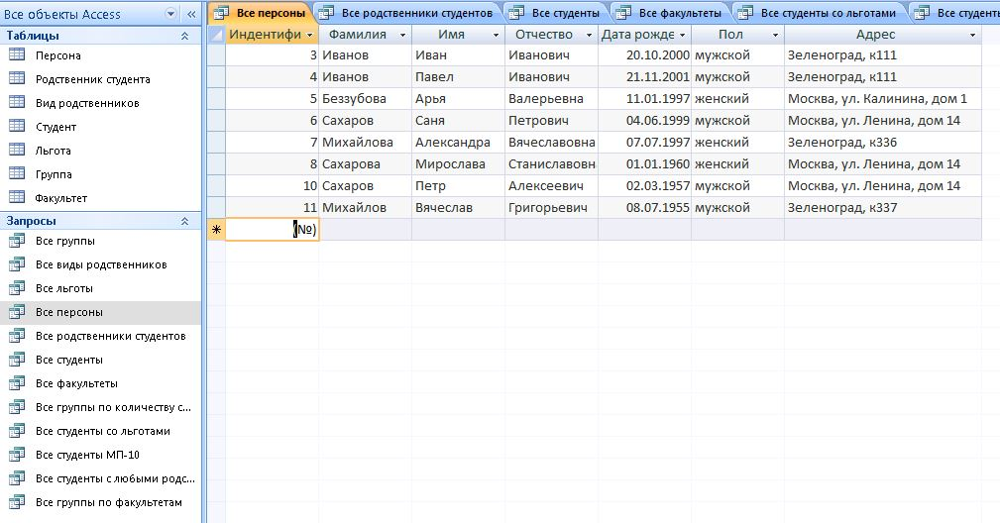 Все объекты Access
Таблицы
Персона
Родственник студента
Вид родственников
Студент
Льгота
Группа
Факультет
Запросы
Все группы
Все виды родственников
Все льготы
Все персоны
Все родственники студентов
Все студенты
Все факультеты
Все группы по количеству с...
Все студенты со льготами
Все студенты МП-10
Все студенты с любыми родс...
Все группы по факультетам
Все персоны Все родственники студентов Все студенты Все факультеты Все студенты со льготами Все студенты
Индентифи Фамилия Имя Отчество Дата рожде Пол Адрес
3 Иванов Иван Иванович 20.10.2000 мужской Зеленоград, к111
4 Иванов Павел Иванович 21.11.2001 мужской Зеленоград, к111
5 Беззубова Арья Валерьевна 11.01.1997 женский Москва, ул. Калинина, дом 1
6 Сахаров Саня Петрович 04.06.1999 мужской Москва, ул. Ленина, дом 14
7 Михайлова Александра Вячеславовна 07.07.1997 женский Зеленоград, к336
8 Сахарова Мирослава Станиславовн 01.01.1960 женский Москва, ул. Ленина, дом 14
10 Сахаров Петр Алексеевич 02.03.1957 мужской Москва, ул. Ленина, дом 14
11 Михайлов Вячеслав Григорьевич 08.07.1955 мужской Зеленоград, к337
(№)